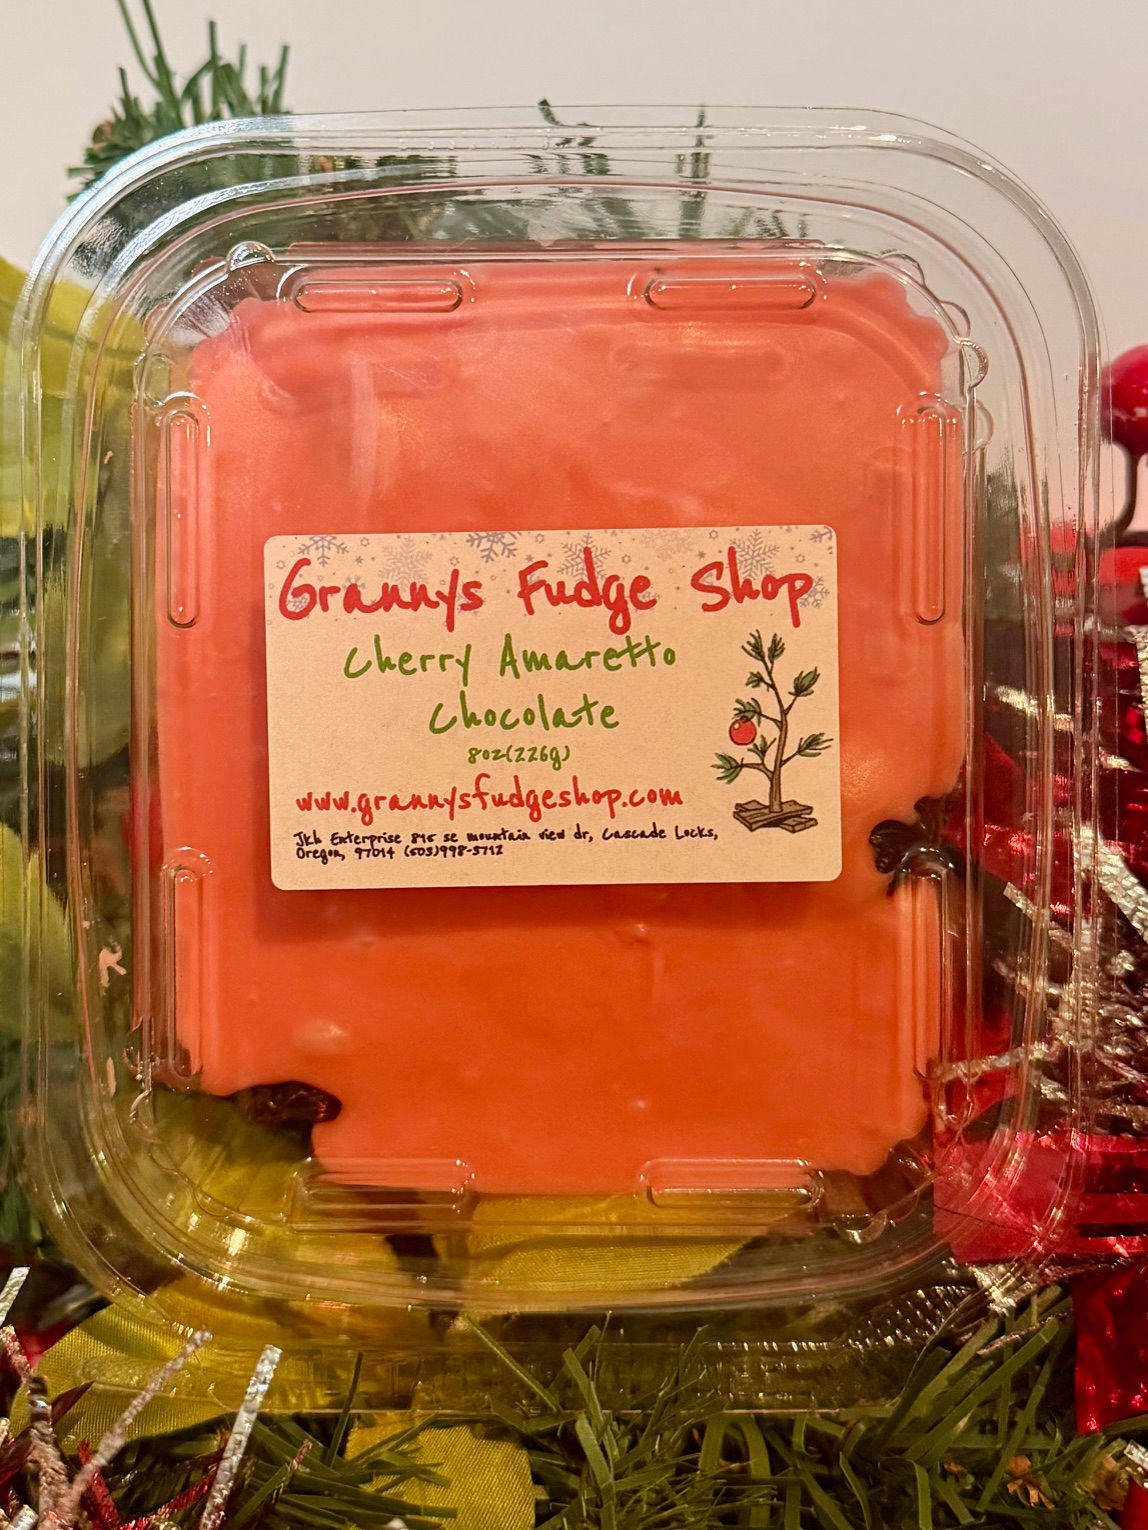 Grannys Fudge Shop
Cherry Amaretto
Chocolate
8oz(226g)
www.grannysfudgeshop.com
Jkh Enterprise 815 se mountain view dr, Cascade Locks,
Oregon, 97014 (503)998-5712